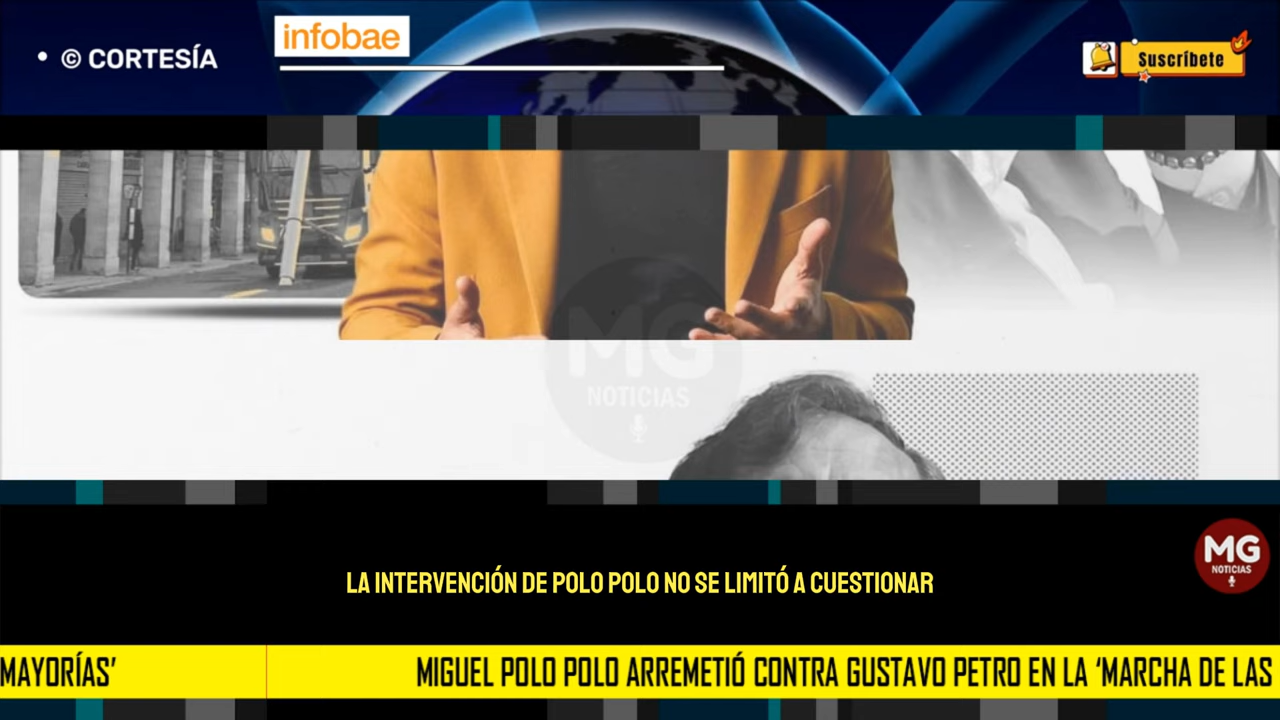 • © CORTESÍA
infobae
Suscríbete
MG
NOTICIAS
LA INTERVENCIÓN DE POLO POLO NO SE LIMITÓ A CUESTIONAR
MG
NOTICIAS
MAYORÍAS’ MIGUEL POLO POLO ARREMETIÓ CONTRA GUSTAVO PETRO EN LA ‘MARCHA DE LAS